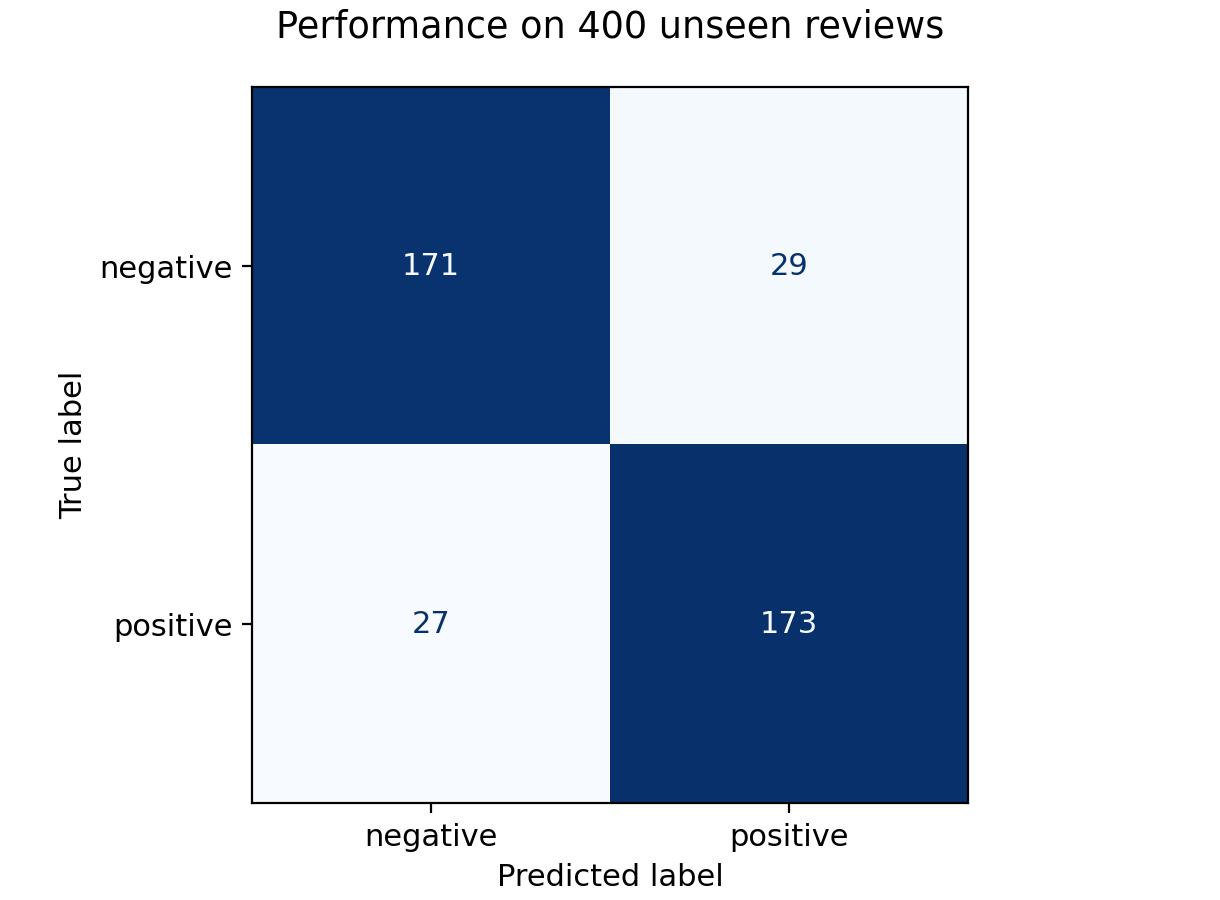 Performance on 400 unseen reviews
negative
171
29
True label
positive
27
173
negative
positive
Predicted label